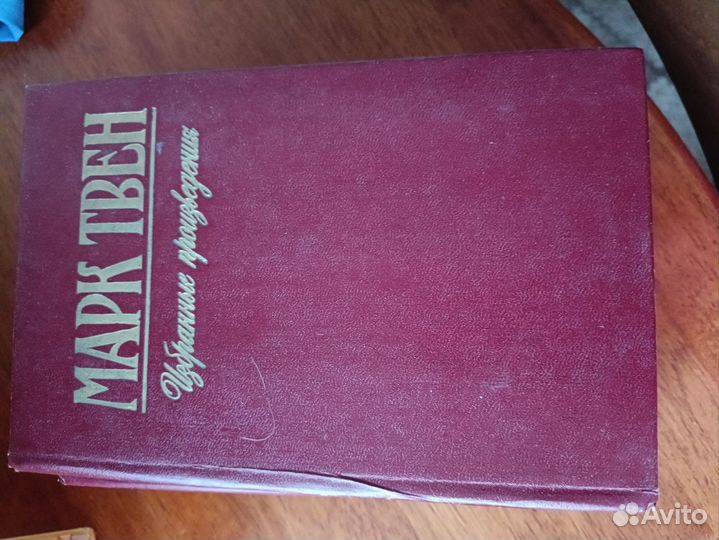 МАРК ТВЕН
Избранные произведения
Avito